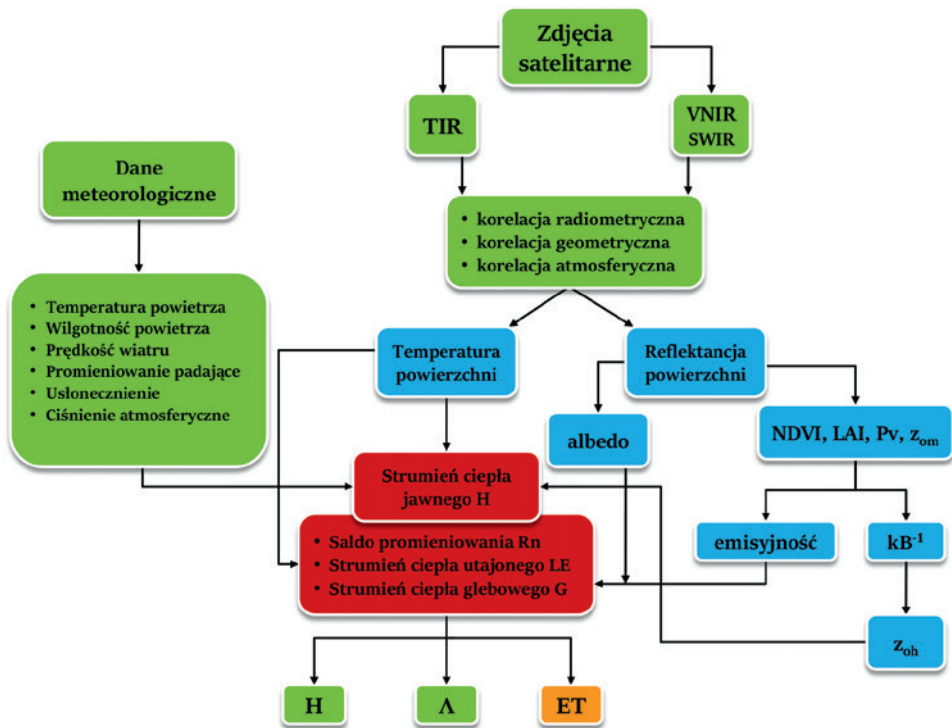 Zdjęcia
satelitarne
TIR
VNIR
SWIR
Dane
meteorologiczne
• korelacja radiometryczna
• korelacja geometryczna
• korelacja atmosferyczna
• Temperatura powietrza
• Wilgotność powietrza
• Prędkość wiatru
• Promieniowanie padające
• Usłonecznienie
• Ciśnienie atmosferyczne
Temperatura
powierzchni
Reflektancja
powierzchni
albedo
NDVI, LAI, Pv, z_om
Strumień ciepła
jawnego H
• Saldo promieniowania Rn
• Strumień ciepła utajonego LE
• Strumień ciepła glebowego G
emisyjność
kB⁻¹
z_oh
H
Λ
ET